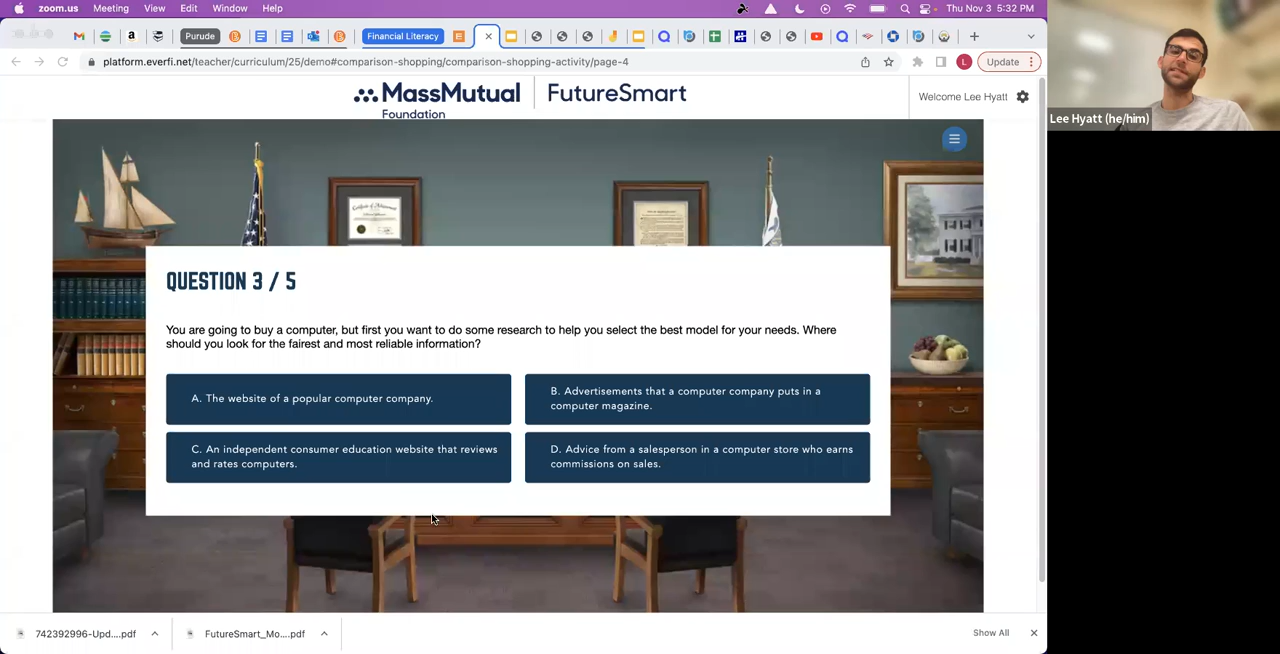 zoom.us Meeting View Edit Window Help Thu Nov 3 5:32 PM
Purude Financial Literacy
platform.everfi.net/teacher/curriculum/25/demo#comparison-shopping/comparison-shopping-activity/page-4 L Update
MassMutual FutureSmart
Foundation
Welcome Lee Hyatt
Lee Hyatt (he/him)
QUESTION 3 / 5
You are going to buy a computer, but first you want to do some research to help you select the best model for your needs. Where
should you look for the fairest and most reliable information?
A. The website of a popular computer company.
B. Advertisements that a computer company puts in a
computer magazine.
C. An independent consumer education website that reviews
and rates computers.
D. Advice from a salesperson in a computer store who earns
commissions on sales.
742392996-Upd....pdf FutureSmart_Mo....pdf Show All